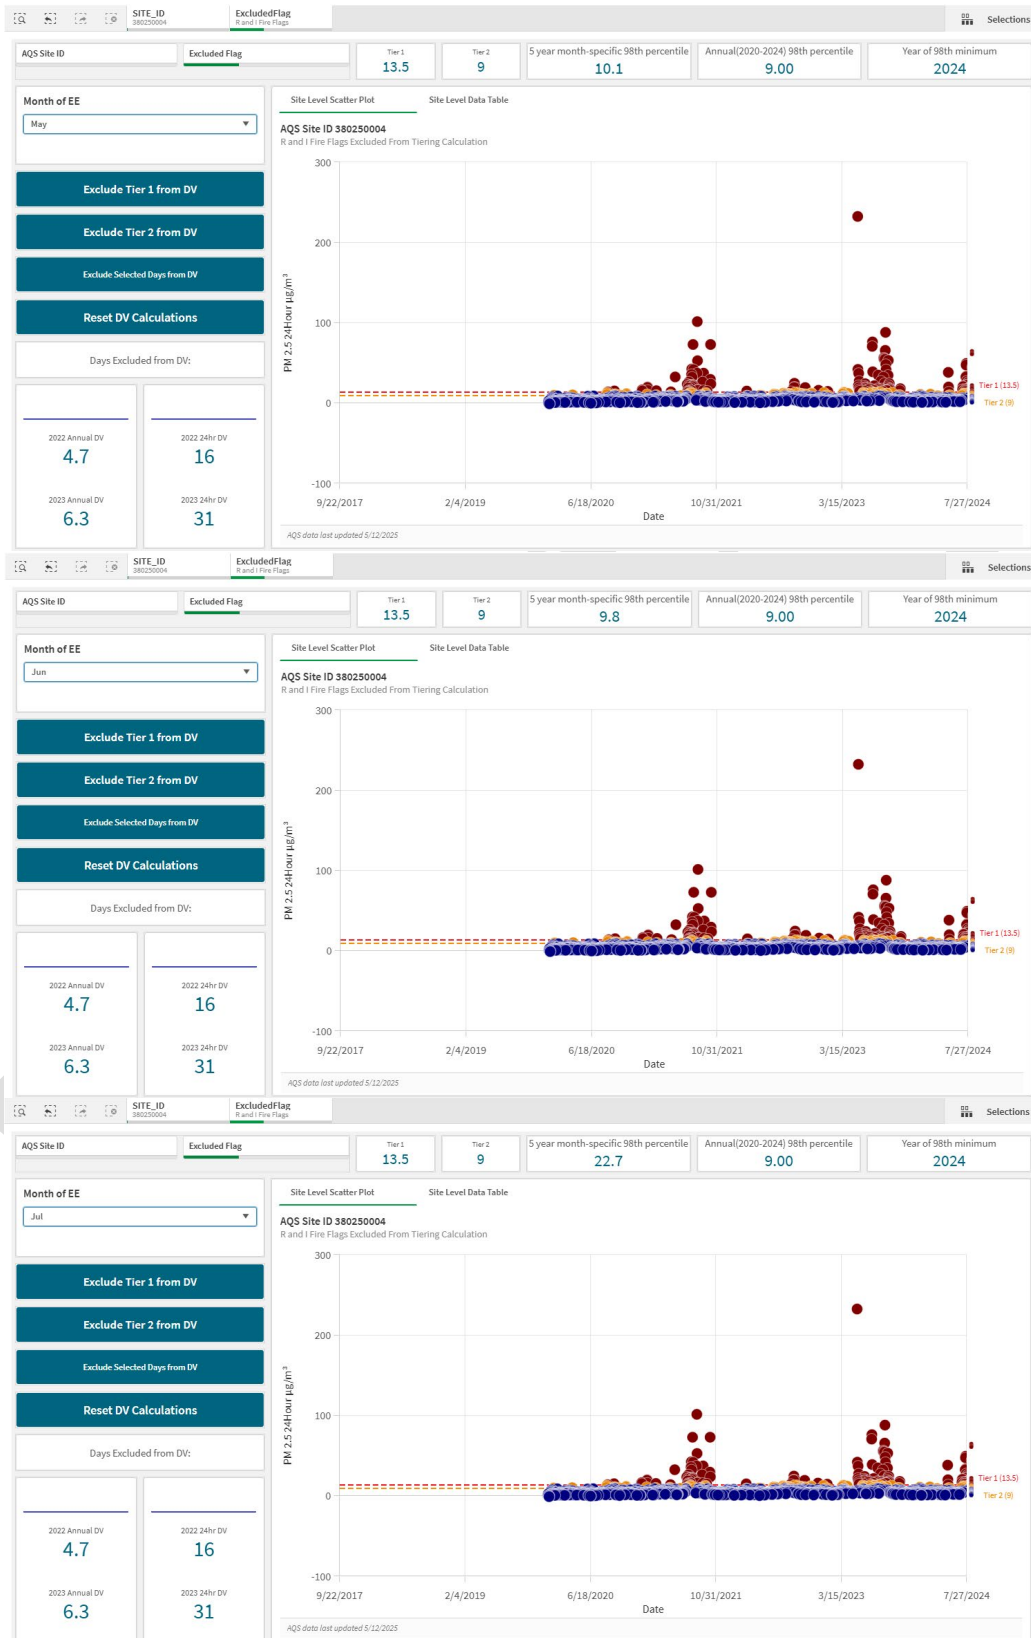 SITE_ID
380250004
ExcludedFlag
R and I Fire Flags
Selections
AQS Site ID
Excluded Flag
Tier 1
13.5
Tier 2
9
5 year month-specific 98th percentile
10.1
Annual(2020-2024) 98th percentile
9.00
Year of 98th minimum
2024
Month of EE
May
Exclude Tier 1 from DV
Exclude Tier 2 from DV
Exclude Selected Days from DV
Reset DV Calculations
Days Excluded from DV:
2022 Annual DV
4.7
2022 24hr DV
16
2023 Annual DV
6.3
2023 24hr DV
31
Site Level Scatter Plot
Site Level Data Table
AQS Site ID 380250004
R and I Fire Flags Excluded From Tiering Calculation
PM 2.5 24Hour µg/m³
300
200
100
0
-100
Tier 1 (13.5)
Tier 2 (9)
9/22/2017
2/4/2019
6/18/2020
10/31/2021
3/15/2023
7/27/2024
Date
AQS data last updated 5/12/2025
SITE_ID
380250004
ExcludedFlag
R and I Fire Flags
Selections
AQS Site ID
Excluded Flag
Tier 1
13.5
Tier 2
9
5 year month-specific 98th percentile
9.8
Annual(2020-2024) 98th percentile
9.00
Year of 98th minimum
2024
Month of EE
Jun
Exclude Tier 1 from DV
Exclude Tier 2 from DV
Exclude Selected Days from DV
Reset DV Calculations
Days Excluded from DV:
2022 Annual DV
4.7
2022 24hr DV
16
2023 Annual DV
6.3
2023 24hr DV
31
Site Level Scatter Plot
Site Level Data Table
AQS Site ID 380250004
R and I Fire Flags Excluded From Tiering Calculation
PM 2.5 24Hour µg/m³
300
200
100
0
-100
Tier 1 (13.5)
Tier 2 (9)
9/22/2017
2/4/2019
6/18/2020
10/31/2021
3/15/2023
7/27/2024
Date
AQS data last updated 5/12/2025
SITE_ID
380250004
ExcludedFlag
R and I Fire Flags
Selections
AQS Site ID
Excluded Flag
Tier 1
13.5
Tier 2
9
5 year month-specific 98th percentile
22.7
Annual(2020-2024) 98th percentile
9.00
Year of 98th minimum
2024
Month of EE
Jul
Exclude Tier 1 from DV
Exclude Tier 2 from DV
Exclude Selected Days from DV
Reset DV Calculations
Days Excluded from DV:
2022 Annual DV
4.7
2022 24hr DV
16
2023 Annual DV
6.3
2023 24hr DV
31
Site Level Scatter Plot
Site Level Data Table
AQS Site ID 380250004
R and I Fire Flags Excluded From Tiering Calculation
PM 2.5 24Hour µg/m³
300
200
100
0
-100
Tier 1 (13.5)
Tier 2 (9)
9/22/2017
2/4/2019
6/18/2020
10/31/2021
3/15/2023
7/27/2024
Date
AQS data last updated 5/12/2025